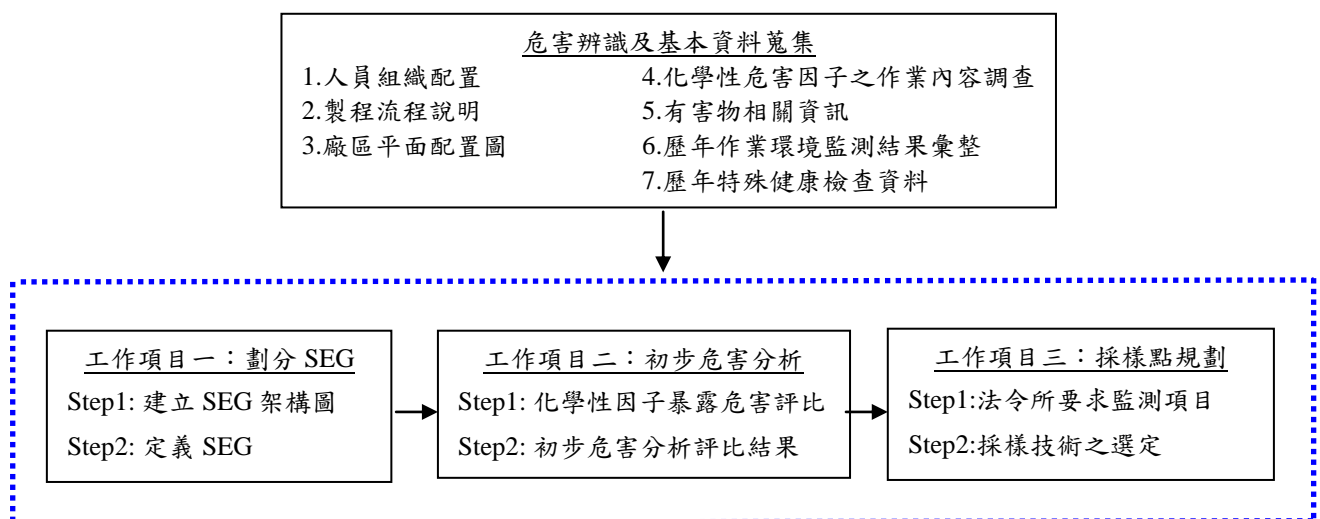 危害辨識及基本資料蒐集
1.人員組織配置
2.製程流程說明
3.廠區平面配置圖
4.化學性危害因子之作業內容調查
5.有害物相關資訊
6.歷年作業環境監測結果彙整
7.歷年特殊健康檢查資料
工作項目一：劃分 SEG
Step1: 建立 SEG 架構圖
Step2: 定義 SEG
工作項目二：初步危害分析
Step1: 化學性因子暴露危害評比
Step2: 初步危害分析評比結果
工作項目三：採樣點規劃
Step1:法令所要求監測項目
Step2:採樣技術之選定